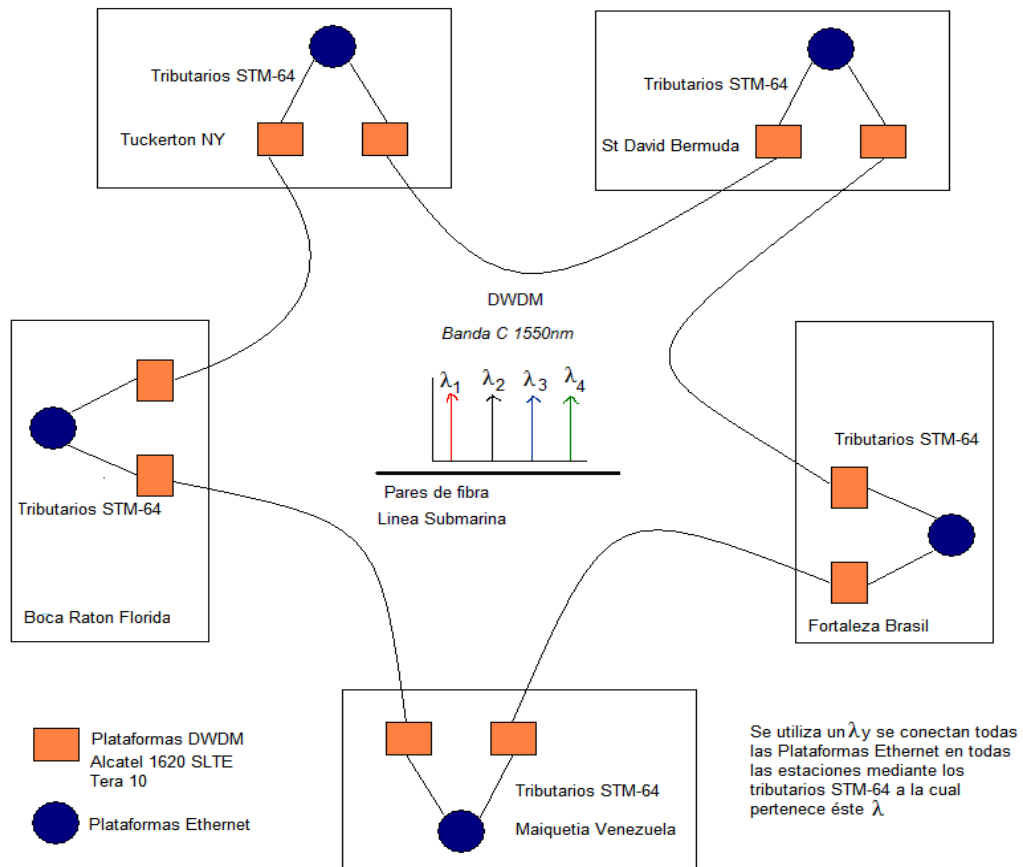 Tributarios STM-64
Tuckerton NY
Tributarios STM-64
St David Bermuda
DWDM
Banda C 1550nm
λ1 λ2 λ3 λ4
Pares de fibra
Linea Submarina
Tributarios STM-64
Boca Raton Florida
Tributarios STM-64
Fortaleza Brasil
Tributarios STM-64
Maiquetia Venezuela
Plataformas DWDM
Alcatel 1620 SLTE
Tera 10
Plataformas Ethernet
Se utiliza un λ y se conectan todas
las Plataformas Ethernet en todas
las estaciones mediante los
tributarios STM-64 a la cual
pertenece éste λ